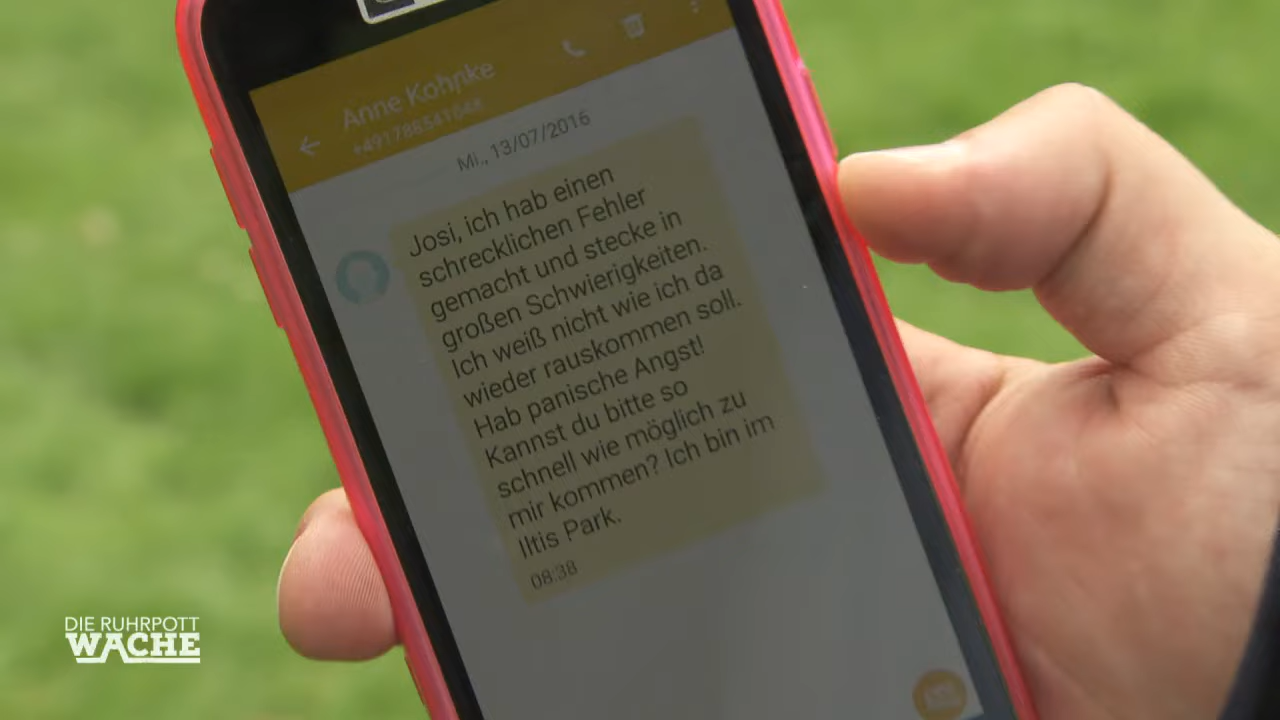 Anne Kohnke
Mi., 13/07/2016
Josi, ich hab einen
schrecklichen Fehler
gemacht und stecke in
großen Schwierigkeiten.
Ich weiß nicht wie ich da
wieder rauskommen soll.
Hab panische Angst!
Kannst du bitte so
schnell wie möglich zu
mir kommen? Ich bin im
Iltis Park.
08:38
DIE RUHRPOTT
WACHE